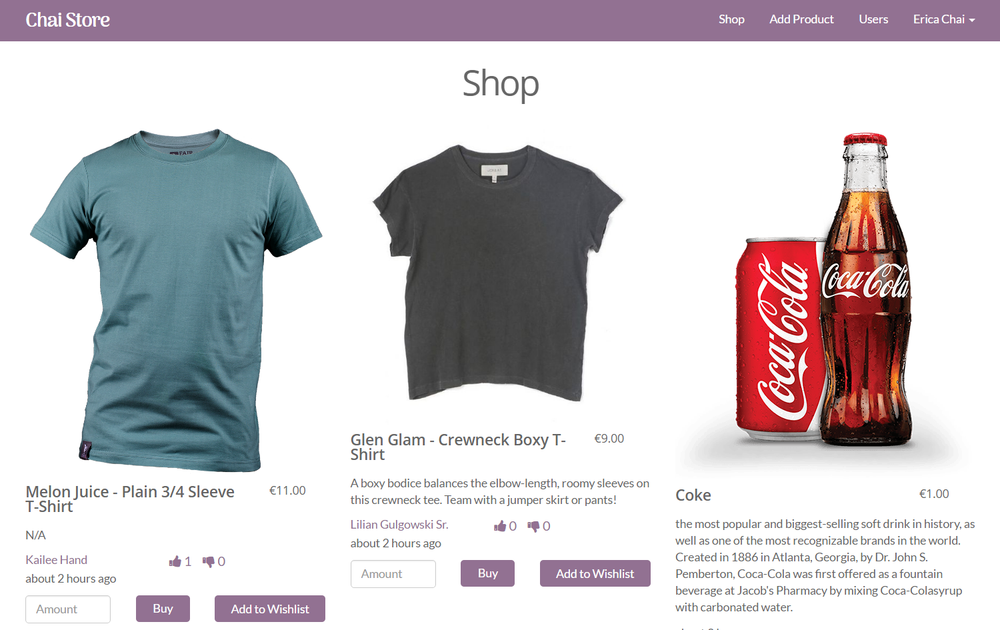 Chai Store
Shop
Add Product
Users
Erica Chai
Shop
FAIR
Coca-Cola
Coca-Cola
Melon Juice - Plain 3/4 Sleeve
T-Shirt
€11.00
N/A
Kailee Hand
1
0
about 2 hours ago
Amount
Buy
Add to Wishlist
Glen Glam - Crewneck Boxy T-
Shirt
€9.00
A boxy bodice balances the elbow-length, roomy sleeves on
this crewneck tee. Team with a jumper skirt or pants!
Lilian Gulgowski Sr.
0
0
about 2 hours ago
Amount
Buy
Add to Wishlist
Coke
€1.00
the most popular and biggest-selling soft drink in history, as
well as one of the most recognizable brands in the world.
Created in 1886 in Atlanta, Georgia, by Dr. John S.
Pemberton, Coca-Cola was first offered as a fountain
beverage at Jacob's Pharmacy by mixing Coca-Colasyrup
with carbonated water.